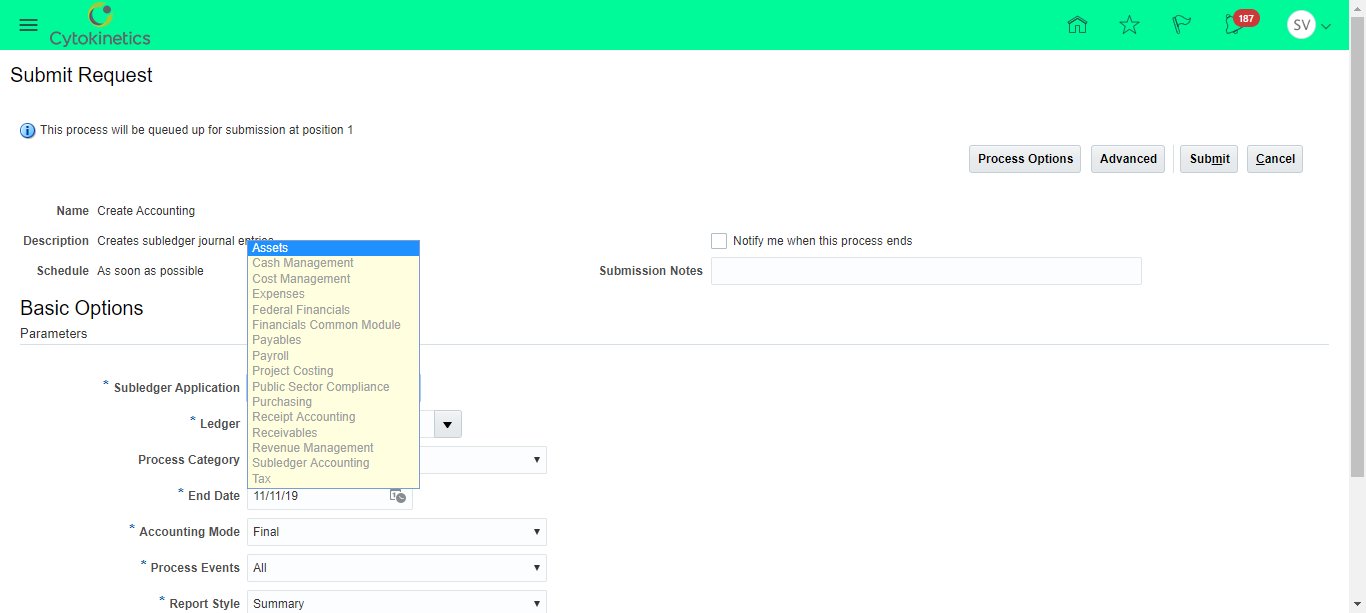 Cytokinetics
187
SV
Submit Request
This process will be queued up for submission at position 1
Process Options Advanced Submit Cancel
Name Create Accounting
Description Creates subledger journal entries
Notify me when this process ends
Schedule As soon as possible
Submission Notes
Basic Options
Parameters
Assets
Cash Management
Cost Management
Expenses
Federal Financials
Financials Common Module
Payables
Payroll
Project Costing
Public Sector Compliance
Purchasing
Receipt Accounting
Receivables
Revenue Management
Subledger Accounting
Tax
* Subledger Application
* Ledger
Process Category
* End Date 11/11/19
* Accounting Mode Final
* Process Events All
* Report Style Summary